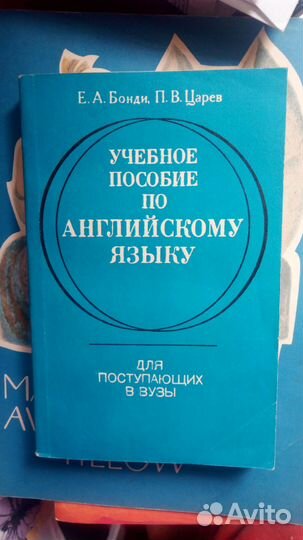 Е. А. Бонди, П. В. Царев
УЧЕБНОЕ
ПОСОБИЕ
ПО
АНГЛИЙСКОМУ
ЯЗЫКУ
ДЛЯ
ПОСТУПАЮЩИХ
В ВУЗЫ
Avito